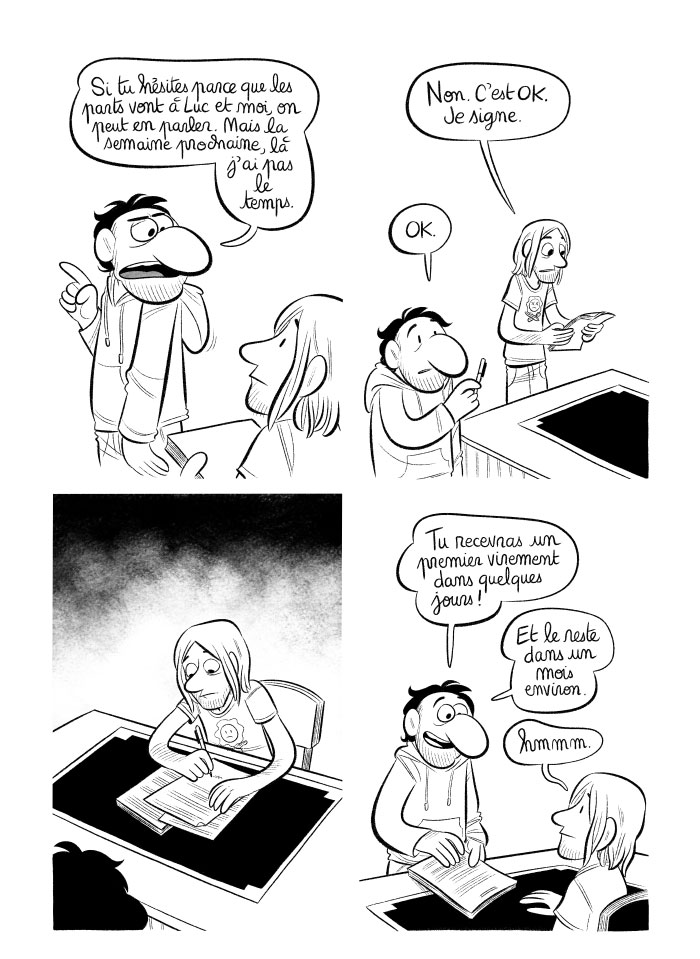 Si tu hésites parce que les
parts vont à Luc et moi, on
peut en parler. Mais la
semaine prochaine, là
j'ai pas
le
temps.
Non. C'est OK.
Je signe.
OK.
Tu recevras un
premier virement
dans quelques
jours !
Et le reste
dans un
mois
environ.
hmmm.